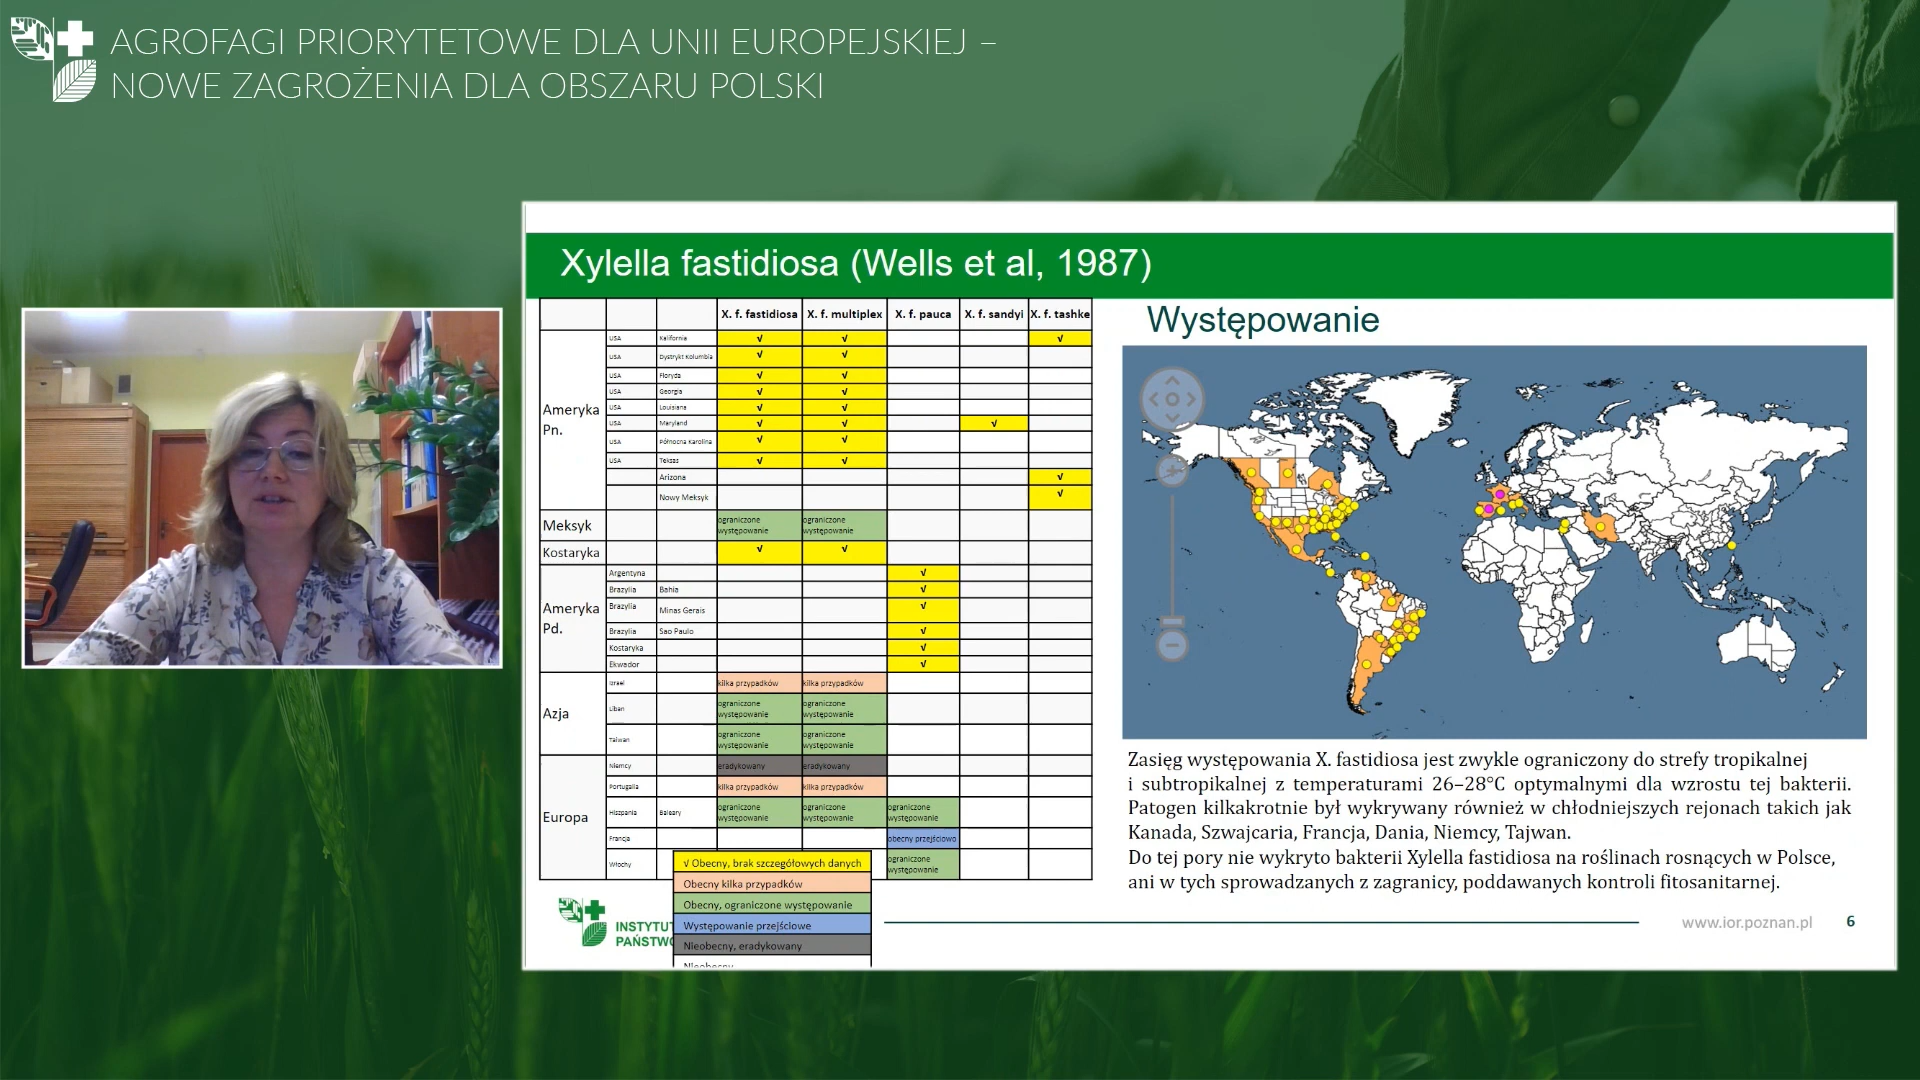 AGROFAGI PRIORYTETOWE DLA UNII EUROPEJSKIEJ –
NOWE ZAGROŻENIA DLA OBSZARU POLSKI
Xylella fastidiosa (Wells et al, 1987)
X. f. fastidiosa X. f. multiplex X. f. pauca X. f. sandyi X. f. tashke
Ameryka Pn.
USA Kalifornia √ √ √
USA Dystrykt Kolumbia √ √
USA Floryda √ √
USA Georgia √ √
USA Louisiana √ √
USA Maryland √ √ √
USA Północna Karolina √ √
USA Teksas √ √
Arizona √
Nowy Meksyk √
Meksyk ograniczone występowanie ograniczone występowanie
Kostaryka √ √
Ameryka Pd.
Argentyna √
Brazylia Bahia √
Brazylia Minas Gerais √
Brazylia Sao Paulo √
Kostaryka √
Ekwador √
Azja
Izrael kilka przypadków kilka przypadków
Liban ograniczone występowanie ograniczone występowanie
Taiwan ograniczone występowanie ograniczone występowanie
Europa
Niemcy eradykowany eradykowany
Portugalia kilka przypadków kilka przypadków
Hiszpania Baleary ograniczone występowanie ograniczone występowanie ograniczone występowanie
Francja obecny przejściowo
Włochy ograniczone występowanie
√ Obecny, brak szczegółowych danych
Obecny kilka przypadków
Obecny, ograniczone występowanie
Występowanie przejściowe
Nieobecny, eradykowany
Nieobecny
Występowanie
Zasięg występowania X. fastidiosa jest zwykle ograniczony do strefy tropikalnej
i subtropikalnej z temperaturami 26–28°C optymalnymi dla wzrostu tej bakterii.
Patogen kilkakrotnie był wykrywany również w chłodniejszych rejonach takich jak
Kanada, Szwajcaria, Francja, Dania, Niemcy, Tajwan.
Do tej pory nie wykryto bakterii Xylella fastidiosa na roślinach rosnących w Polsce,
ani w tych sprowadzanych z zagranicy, poddawanych kontroli fitosanitarnej.
INSTYTUT
PAŃSTWO
www.ior.poznan.pl 6